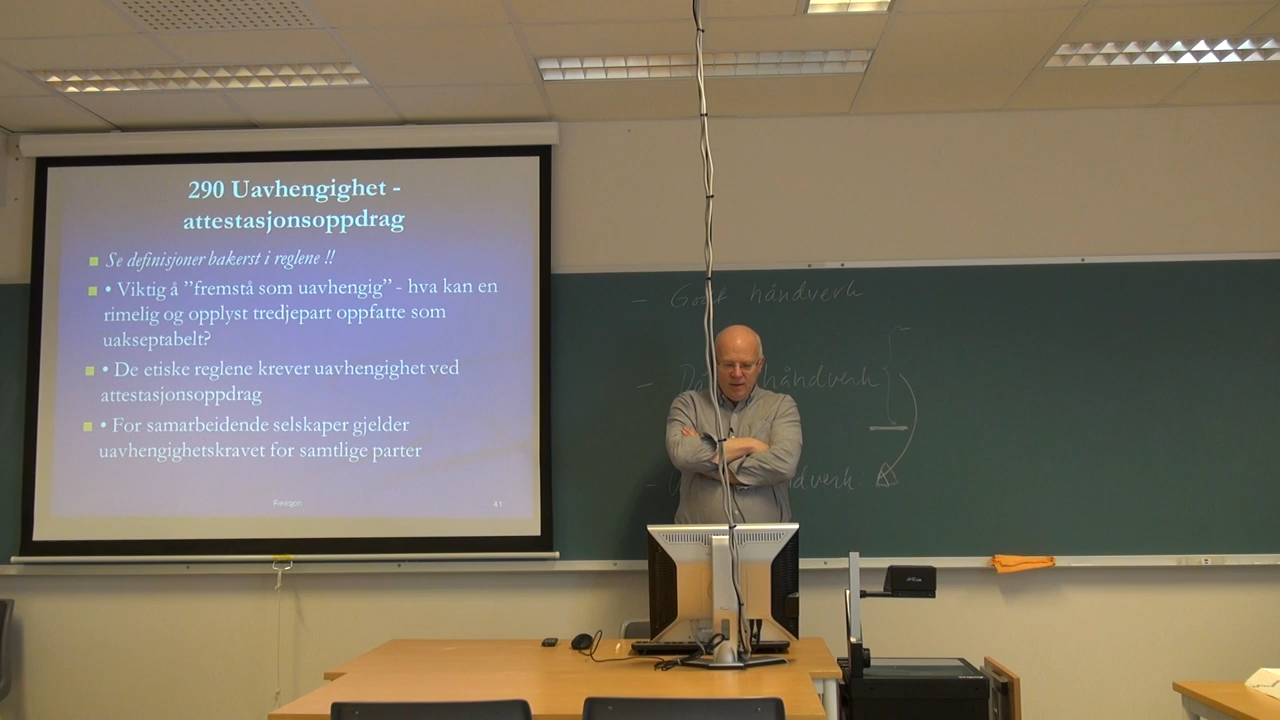 290 Uavhengighet -
attestasjonsoppdrag
Se definisjoner bakerst i reglene !!
• Viktig å ”fremstå som uavhengig” - hva kan en
rimelig og opplyst tredjepart oppfatte som
uakseptabelt?
• De etiske reglene krever uavhengighet ved
attestasjonsoppdrag
• For samarbeidende selskaper gjelder
uavhengighetskravet for samtlige parter
Revisjon 41
- Godt håndverk
- håndverk
-